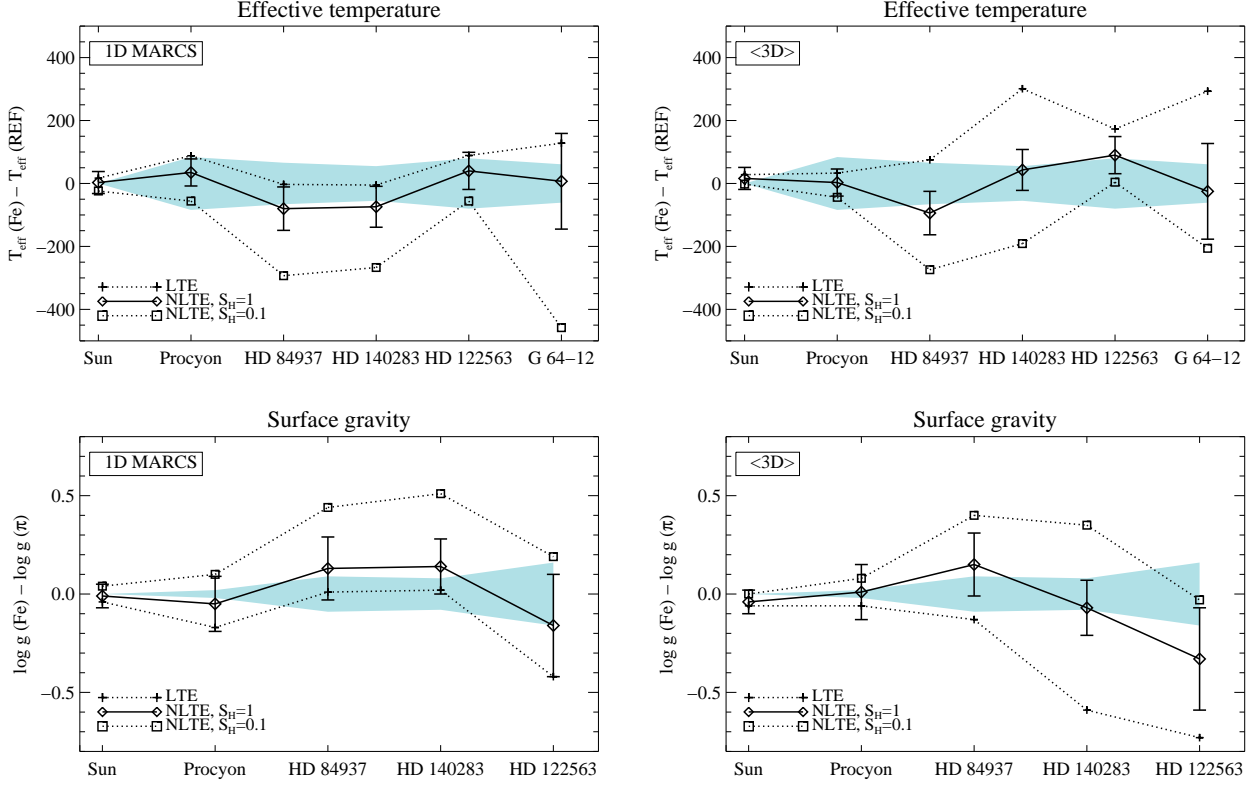 Effective temperature
1D MARCS
T_eff (Fe) − T_eff (REF)
400
200
0
−200
−400
LTE
NLTE, S_H=1
NLTE, S_H=0.1
Sun Procyon HD 84937 HD 140283 HD 122563 G 64−12
Effective temperature
<3D>
T_eff (Fe) − T_eff (REF)
400
200
0
−200
−400
LTE
NLTE, S_H=1
NLTE, S_H=0.1
Sun Procyon HD 84937 HD 140283 HD 122563 G 64−12
Surface gravity
1D MARCS
log g (Fe) − log g (π)
0.5
0.0
−0.5
LTE
NLTE, S_H=1
NLTE, S_H=0.1
Sun Procyon HD 84937 HD 140283 HD 122563
Surface gravity
<3D>
log g (Fe) − log g (π)
0.5
0.0
−0.5
LTE
NLTE, S_H=1
NLTE, S_H=0.1
Sun Procyon HD 84937 HD 140283 HD 122563